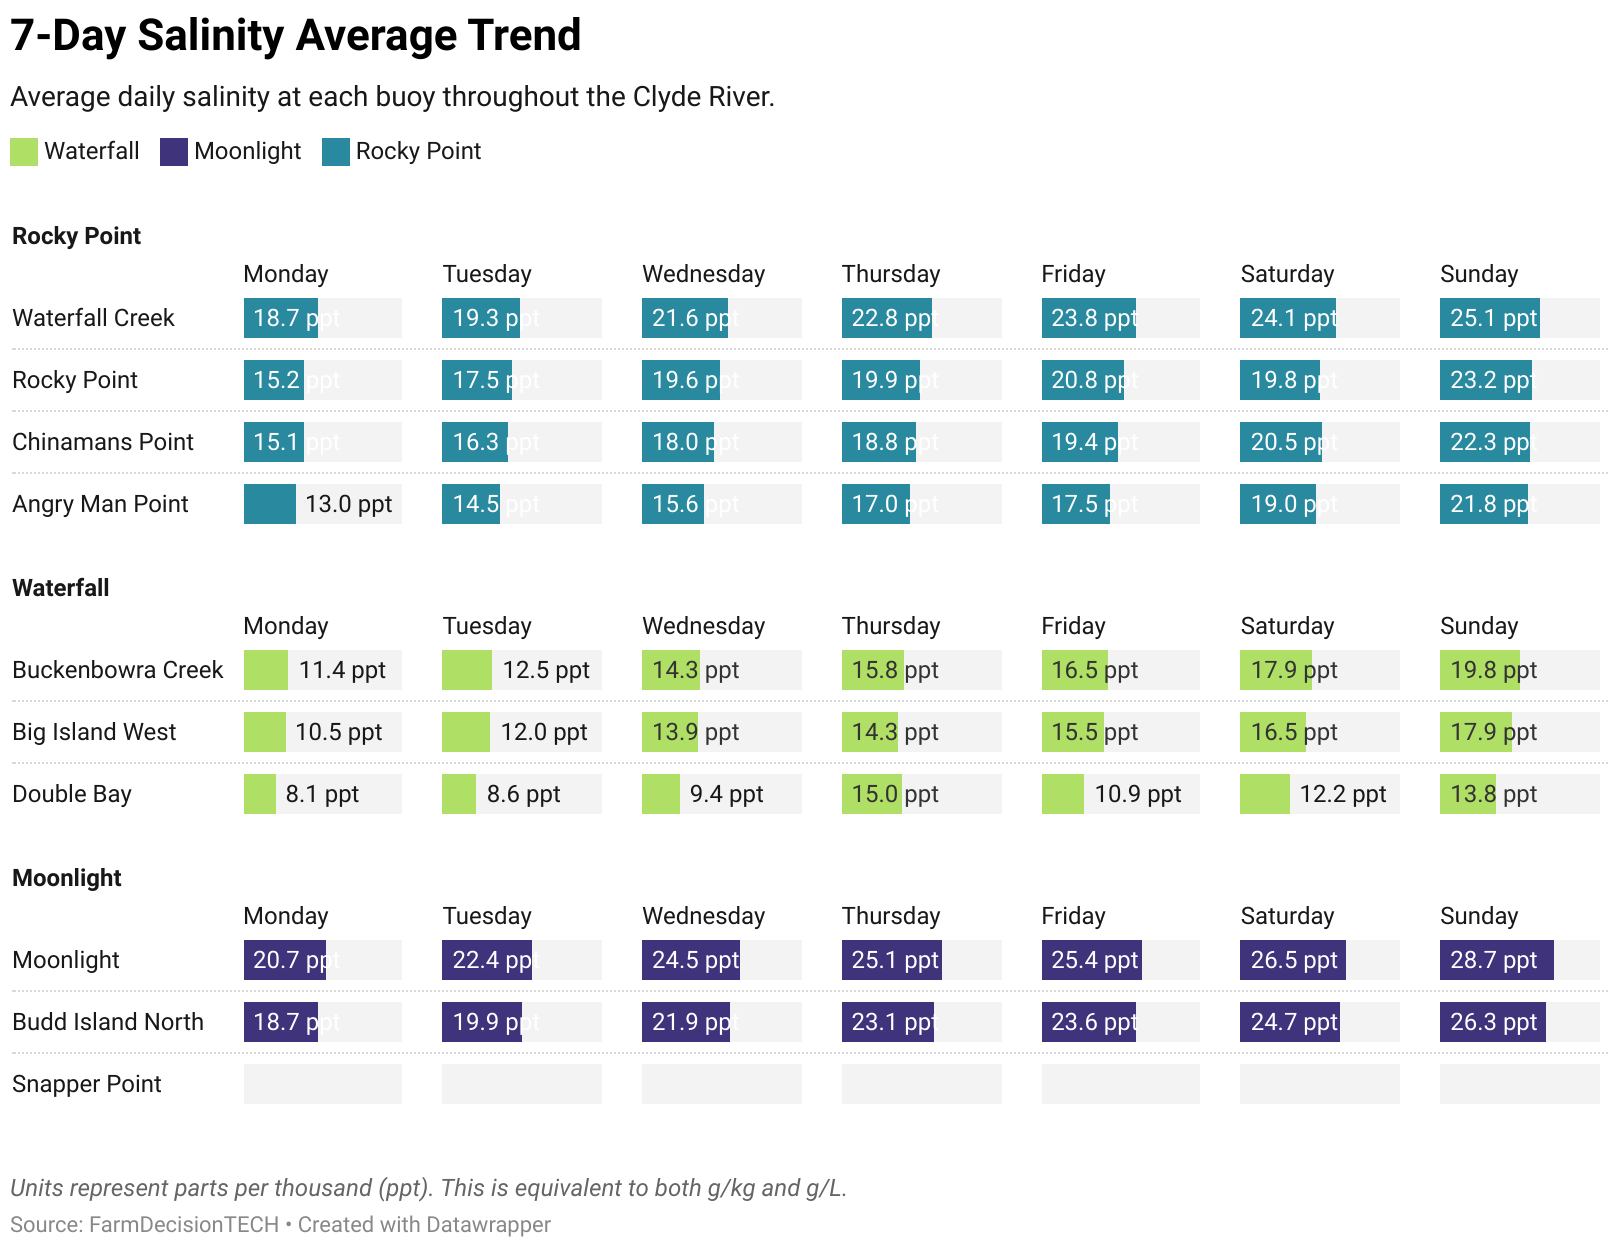 7-Day Salinity Average Trend
Average daily salinity at each buoy throughout the Clyde River.
Waterfall Moonlight Rocky Point
Rocky Point
Monday Tuesday Wednesday Thursday Friday Saturday Sunday
Waterfall Creek 18.7 ppt 19.3 ppt 21.6 ppt 22.8 ppt 23.8 ppt 24.1 ppt 25.1 ppt
Rocky Point 15.2 ppt 17.5 ppt 19.6 ppt 19.9 ppt 20.8 ppt 19.8 ppt 23.2 ppt
Chinamans Point 15.1 ppt 16.3 ppt 18.0 ppt 18.8 ppt 19.4 ppt 20.5 ppt 22.3 ppt
Angry Man Point 13.0 ppt 14.5 ppt 15.6 ppt 17.0 ppt 17.5 ppt 19.0 ppt 21.8 ppt
Waterfall
Monday Tuesday Wednesday Thursday Friday Saturday Sunday
Buckenbowra Creek 11.4 ppt 12.5 ppt 14.3 ppt 15.8 ppt 16.5 ppt 17.9 ppt 19.8 ppt
Big Island West 10.5 ppt 12.0 ppt 13.9 ppt 14.3 ppt 15.5 ppt 16.5 ppt 17.9 ppt
Double Bay 8.1 ppt 8.6 ppt 9.4 ppt 15.0 ppt 10.9 ppt 12.2 ppt 13.8 ppt
Moonlight
Monday Tuesday Wednesday Thursday Friday Saturday Sunday
Moonlight 20.7 ppt 22.4 ppt 24.5 ppt 25.1 ppt 25.4 ppt 26.5 ppt 28.7 ppt
Budd Island North 18.7 ppt 19.9 ppt 21.9 ppt 23.1 ppt 23.6 ppt 24.7 ppt 26.3 ppt
Snapper Point
Units represent parts per thousand (ppt). This is equivalent to both g/kg and g/L.
Source: FarmDecisionTECH • Created with Datawrapper